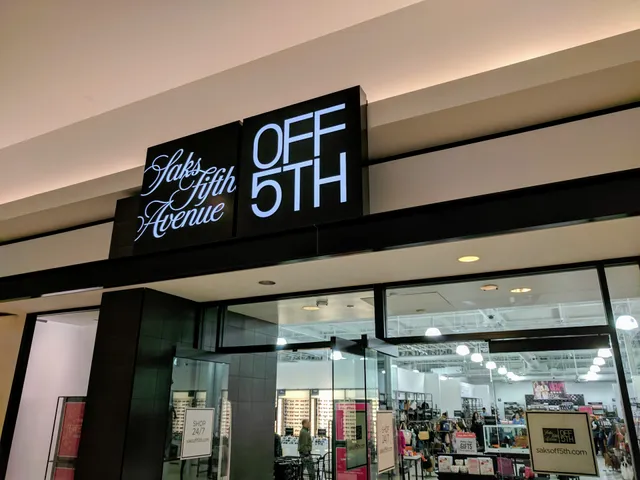 Saks
Fifth
Avenue
OFF
5TH
SHOP
24/7
saksoff5th.com
OFF
5TH
saksoff5th.com